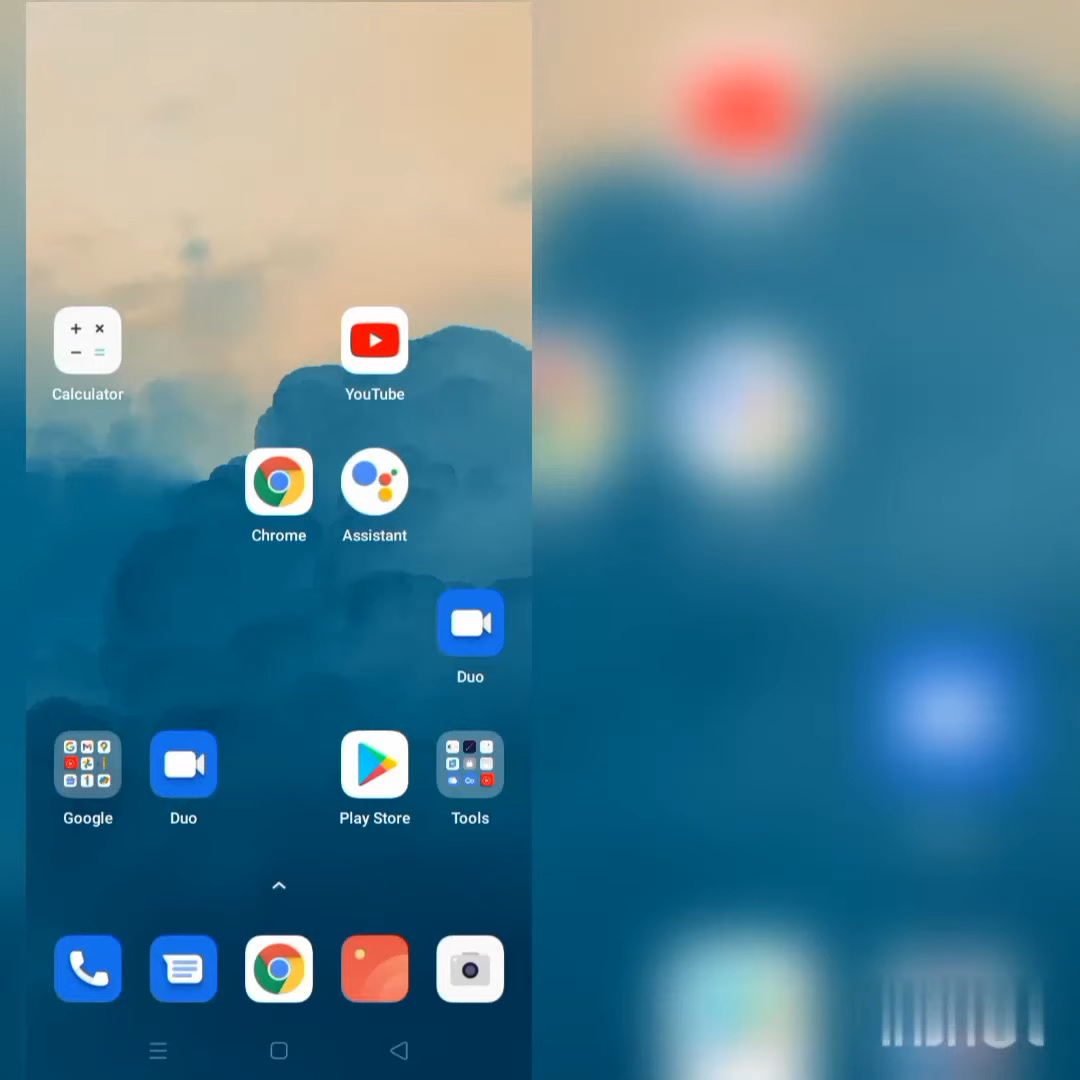 Calculator
YouTube
Chrome
Assistant
Duo
Google
Duo
Play Store
Tools